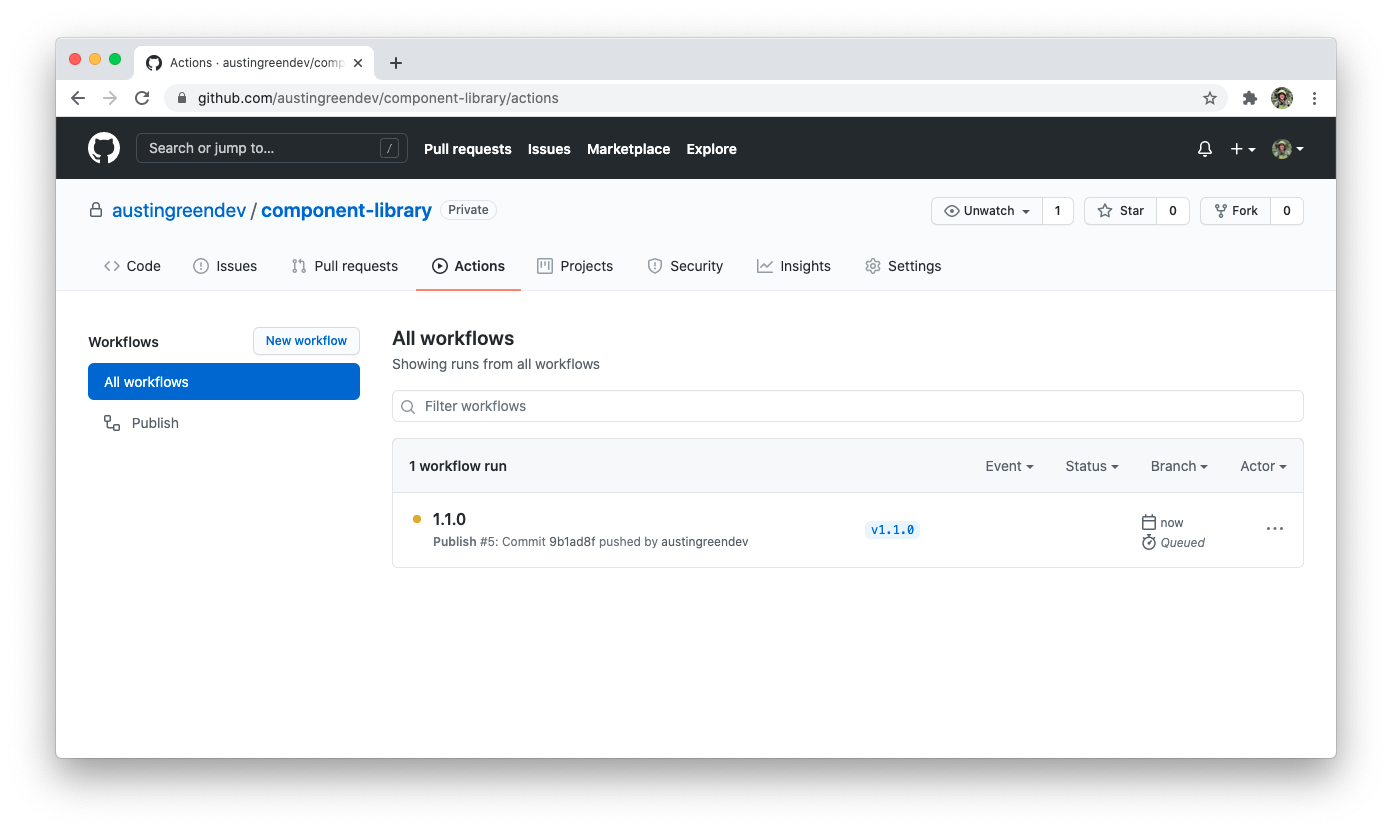 Actions · austingreendev/comp
github.com/austingreendev/component-library/actions
Search or jump to... / Pull requests Issues Marketplace Explore
austingreendev / component-library Private Unwatch 1 Star 0 Fork 0
Code Issues Pull requests Actions Projects Security Insights Settings
Workflows New workflow
All workflows
Publish
All workflows
Showing runs from all workflows
Filter workflows
1 workflow run Event Status Branch Actor
1.1.0
Publish #5: Commit 9b1ad8f pushed by austingreendev
v1.1.0
now
Queued